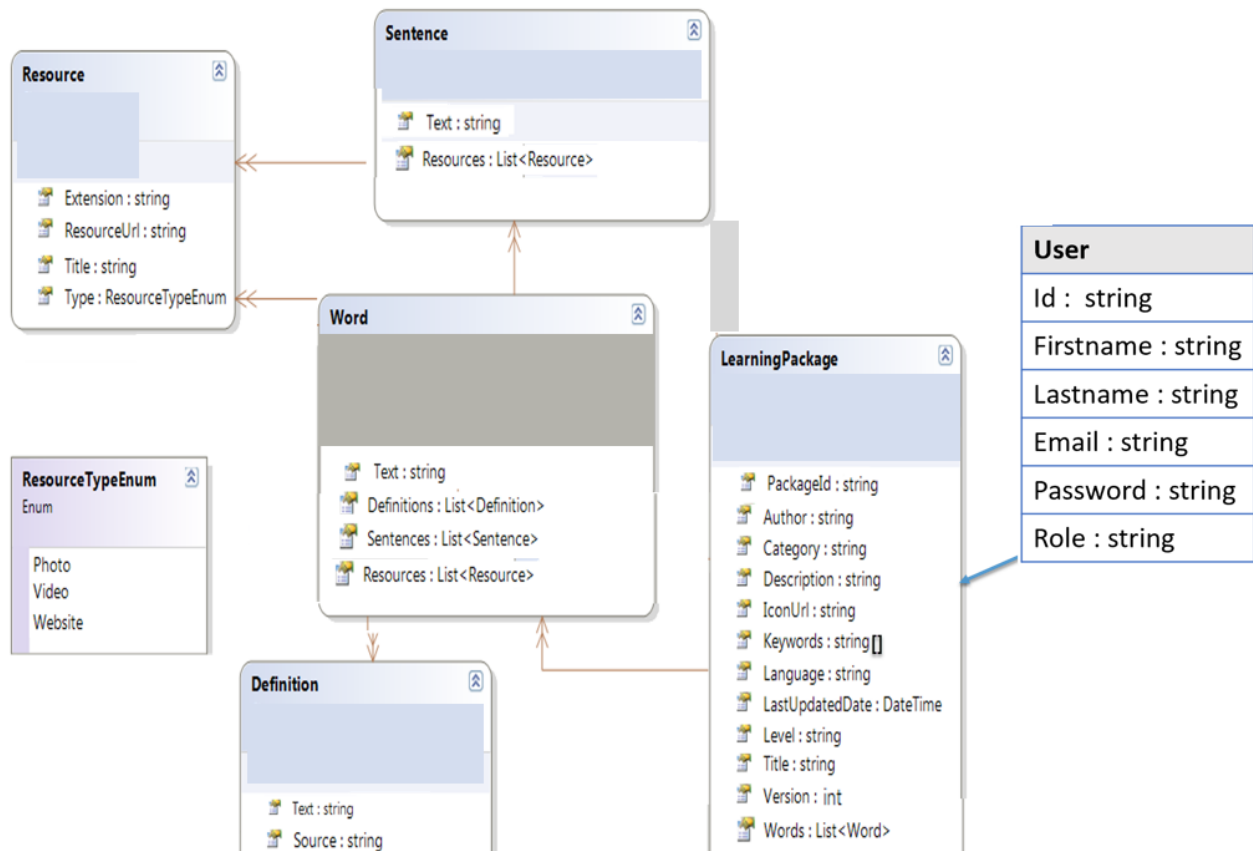 Sentence
Text : string
Resources : List<Resource>
Resource
Extension : string
ResourceUrl : string
Title : string
Type : ResourceTypeEnum
Word
Text : string
Definitions : List<Definition>
Sentences : List<Sentence>
Resources : List<Resource>
LearningPackage
PackageId : string
Author : string
Category : string
Description : string
IconUrl : string
Keywords : string[]
Language : string
LastUpdatedDate : DateTime
Level : string
Title : string
Version : int
Words : List<Word>
User
Id : string
Firstname : string
Lastname : string
Email : string
Password : string
Role : string
ResourceTypeEnum
Enum
Photo
Video
Website
Definition
Text : string
Source : string